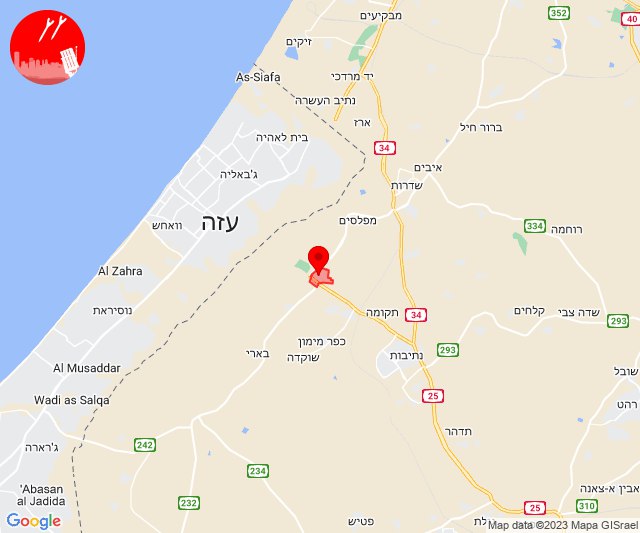 מבקיעים
352
40
זיקים
As-Siafa
יד מרדכי
נתיב העשרה
ארז
ברור חיל
בית לאהיה
34
איבים
ג'באליה
שדרות
עזה
וואחש
מפלסים
334
רוחמה
Al Zahra
נוסיראת
תקומה
34
קלחים
שדה צבי
293
כפר מימון
שוקדה
בארי
293
נתיבות
Al Musaddar
שובל
Wadi as Salqa
25
רהט
תדהר
ג'רארה
242
234
'Abasan
al Jadida
232
אבין א-צאנה
310
25
Google
פטיש
לת
Map data ©2023 Mapa GISrael